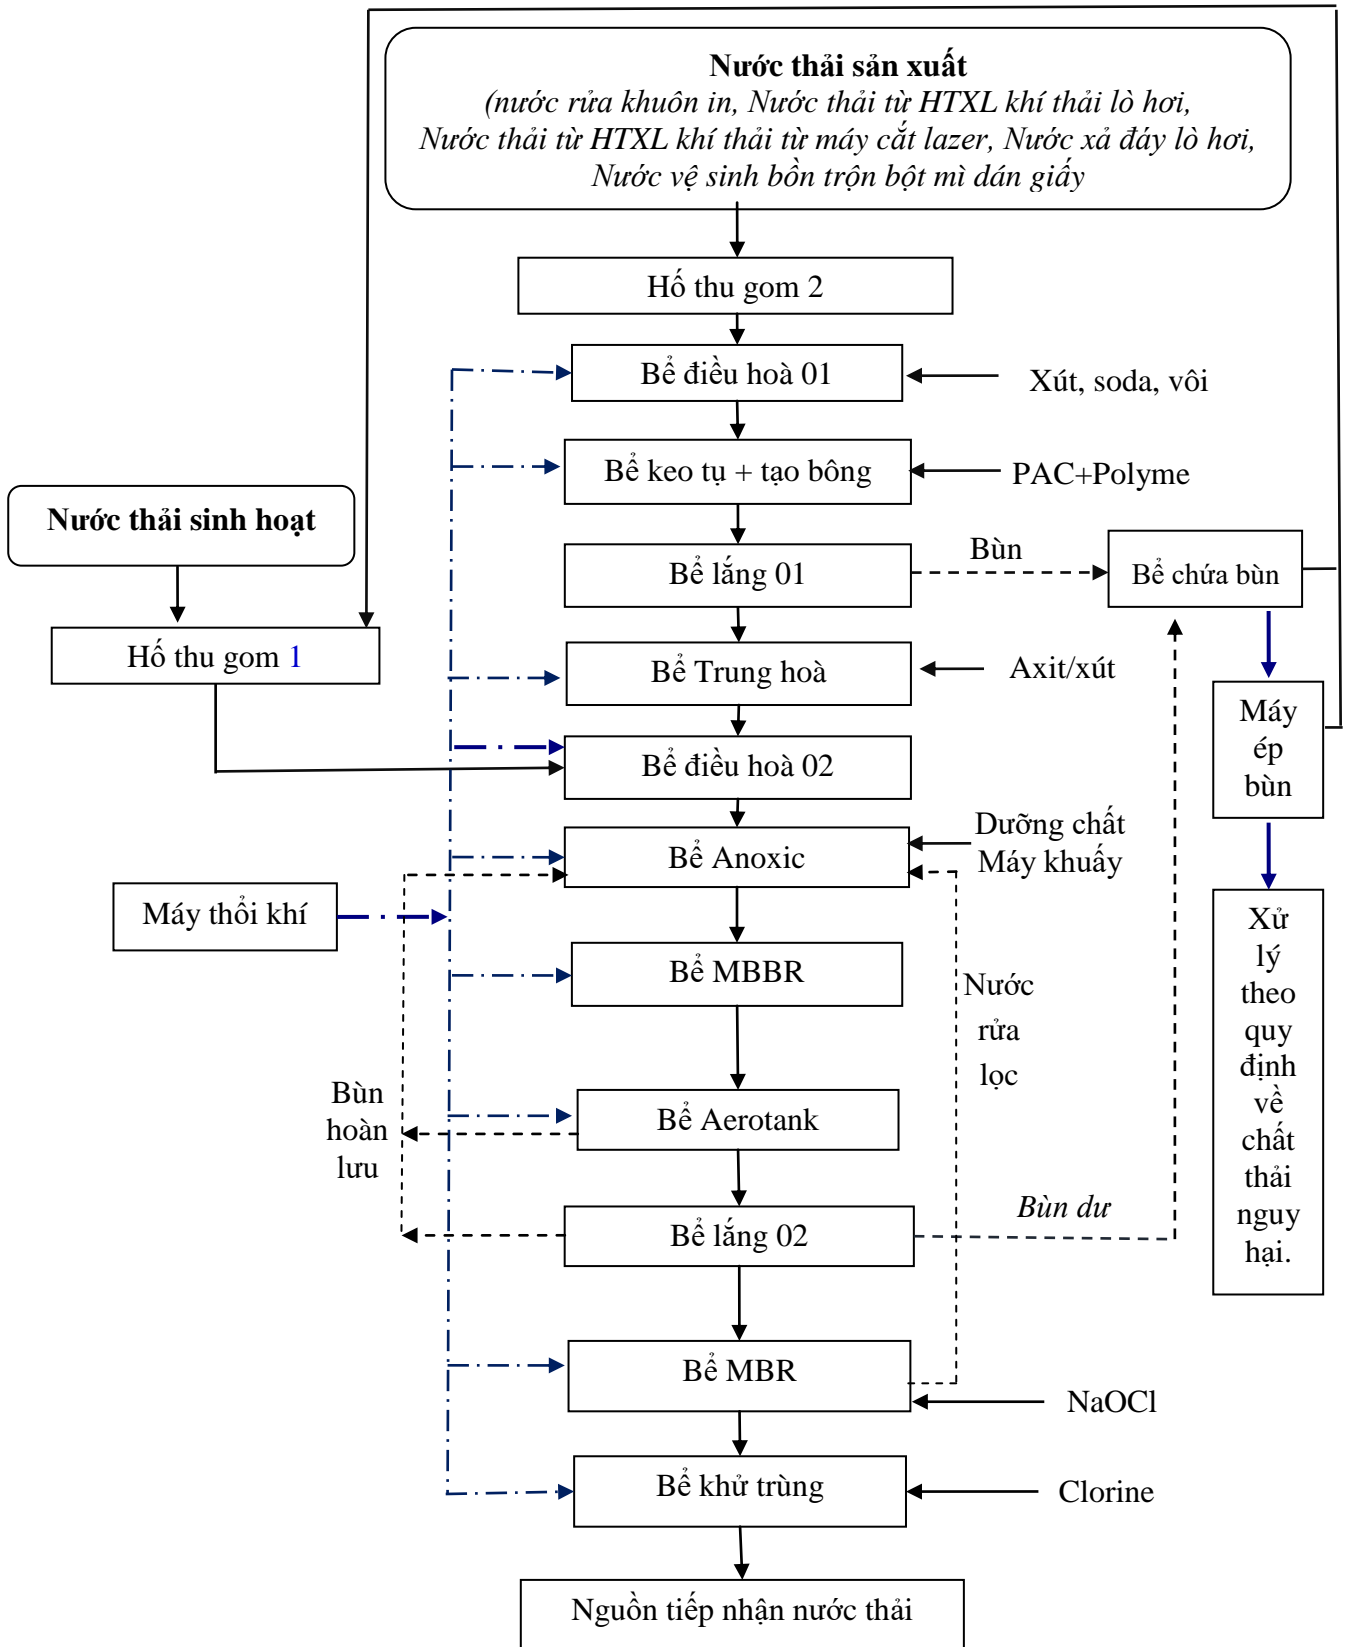 Nước thải sản xuất
(nước rửa khuôn in, Nước thải từ HTXL khí thải lò hơi,
Nước thải từ HTXL khí thải từ máy cắt lazer, Nước xả đáy lò hơi,
Nước vệ sinh bồn trộn bột mì dán giấy
Hố thu gom 2
Bể điều hoà 01
Xút, soda, vôi
Bể keo tụ + tạo bông
PAC+Polyme
Nước thải sinh hoạt
Bể lắng 01
Bùn
Bể chứa bùn
Hố thu gom 1
Bể Trung hoà
Axit/xút
Máy
ép
bùn
Bể điều hoà 02
Bể Anoxic
Dưỡng chất
Máy khuấy
Máy thổi khí
Xử
lý
theo
quy
định
về
chất
thải
nguy
hại.
Bể MBBR
Nước
rửa
lọc
Bùn
hoàn
lưu
Bể Aerotank
Bể lắng 02
Bùn dư
Bể MBR
NaOCl
Bể khử trùng
Clorine
Nguồn tiếp nhận nước thải